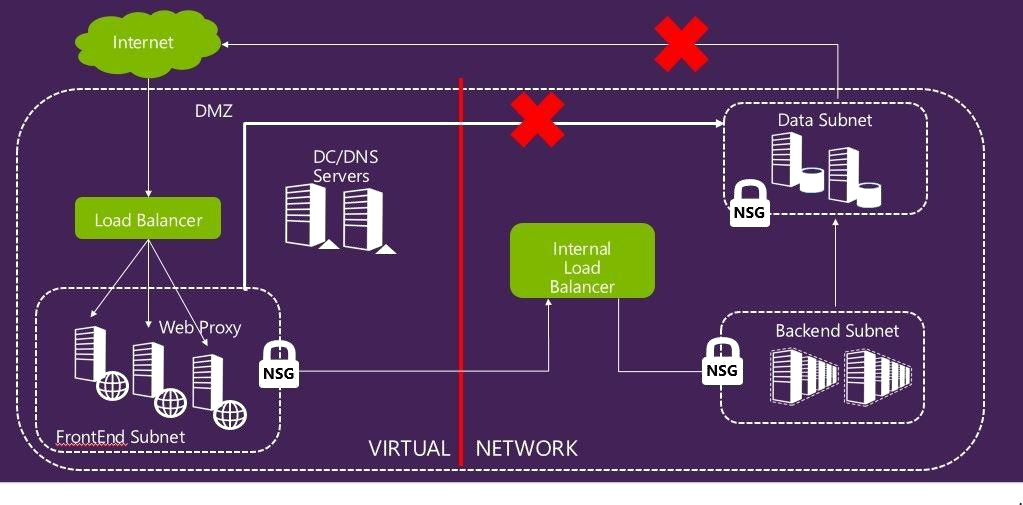 Internet
DMZ
DC/DNS
Servers
Data Subnet
NSG
Load Balancer
Internal
Load
Balancer
Web Proxy
Backend Subnet
NSG
NSG
FrontEnd Subnet
VIRTUAL NETWORK